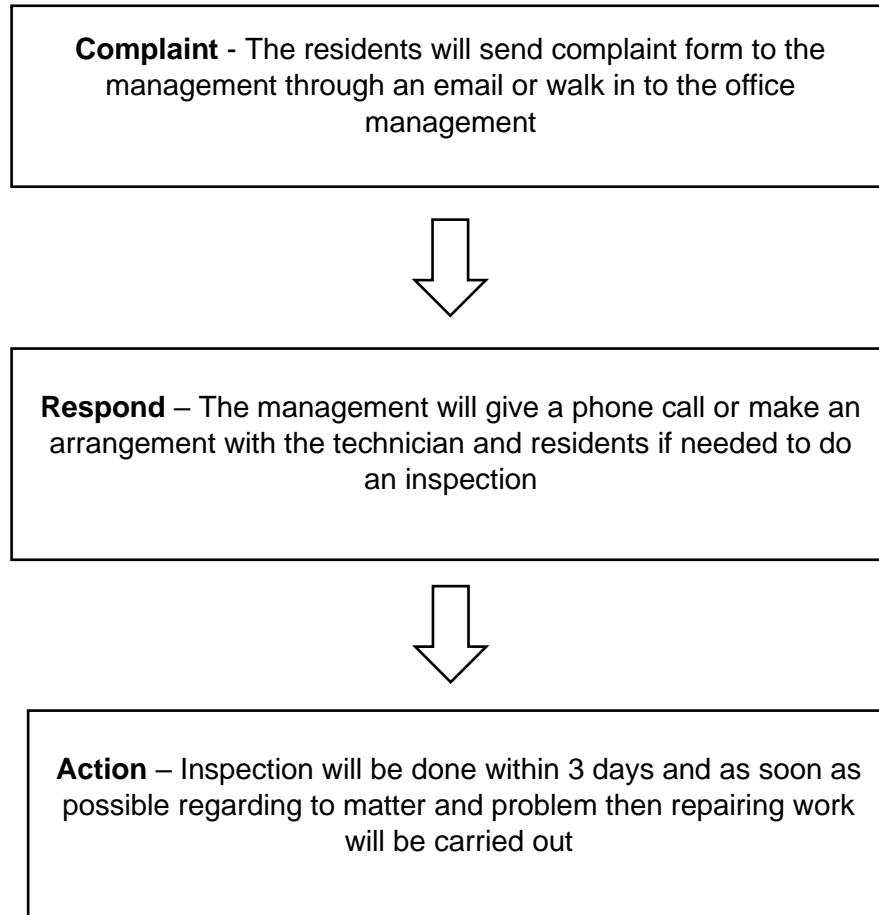 Complaint - The residents will send complaint form to the
management through an email or walk in to the office
management
Respond – The management will give a phone call or make an
arrangement with the technician and residents if needed to do
an inspection
Action – Inspection will be done within 3 days and as soon as
possible regarding to matter and problem then repairing work
will be carried out